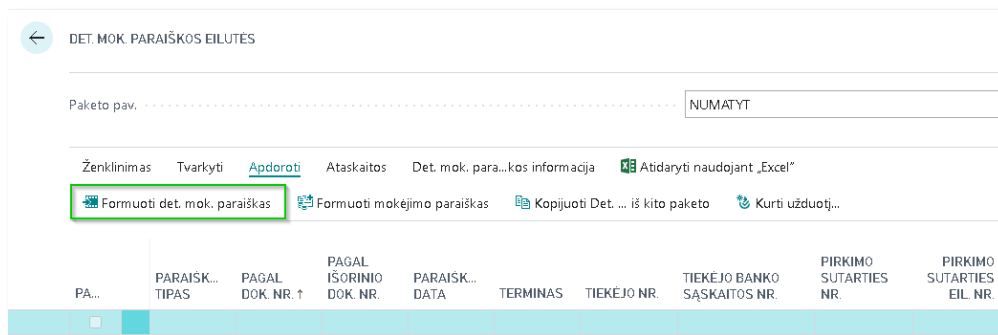 DET. MOK. PARAIŠKOS EILUTĖS
Paketo pav. NUMATYT
Ženklinimas Tvarkyti Apdoroti Ataskaitos Det. mok. para...kos informacija Atidaryti naudojant „Excel“
Formuoti det. mok. paraiškas Formuoti mokėjimo paraiškas Kopijuoti Det. ... iš kito paketo Kurti užduotį...
PA...
PARAIŠK...
TIPAS
PAGAL
DOK. NR. ↑
PAGAL
IŠORINIO
DOK. NR.
PARAIŠK...
DATA
TERMINAS
TIEKĖJO NR.
TIEKĖJO BANKO
SĄSKAITOS NR.
PIRKIMO
SUTARTIES
NR.
PIRKIMO
SUTARTIES
EIL. NR.